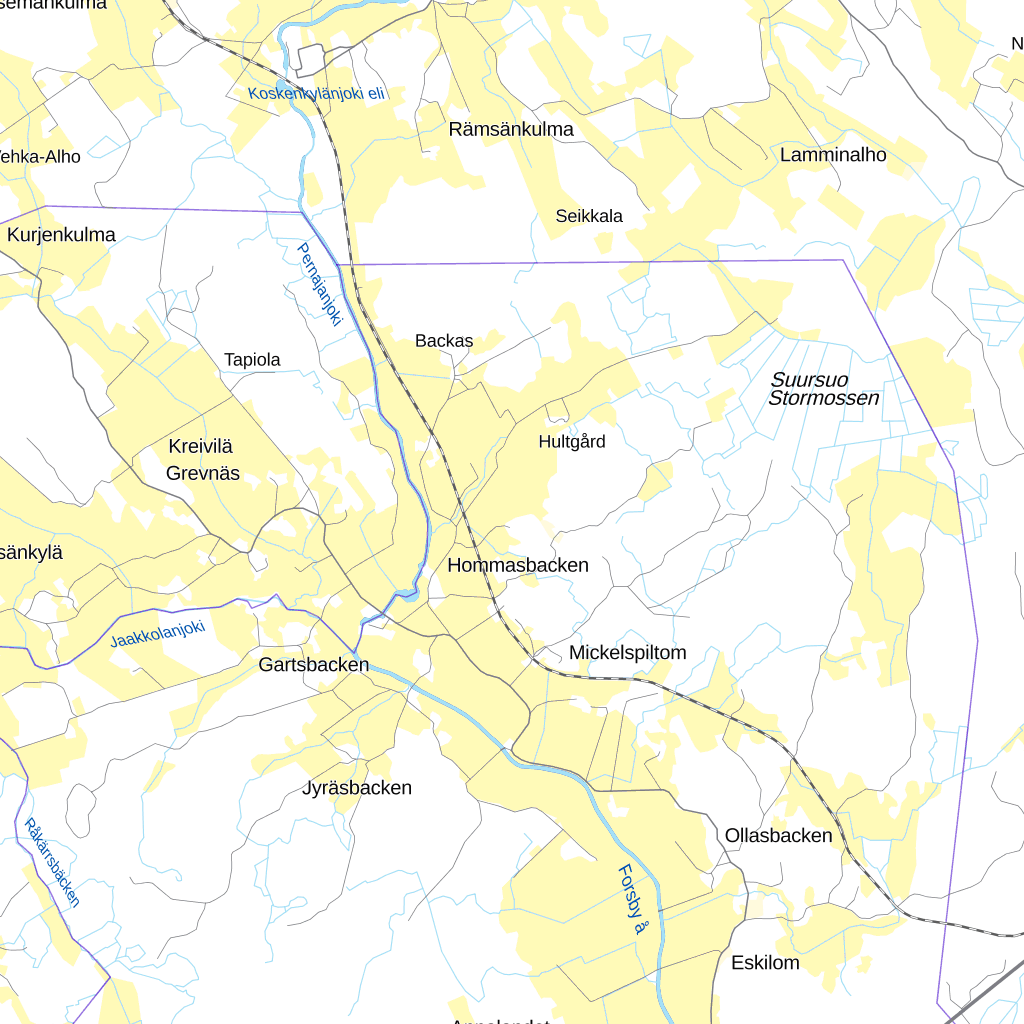 Koskenkylänjoki eli
Rämsänkulma
Lamminalho
Seikkala
Kurjenkulma
Pernajanjoki
Backas
Tapiola
Suursuo
Stormossen
Hultgård
Kreivilä
Grevnäs
Hommasbacken
Jaakkolanjoki
Gartsbacken
Mickelspiltom
Jyräsbacken
Ollasbacken
Råkärrsbäcken
Forsby å
Eskilom